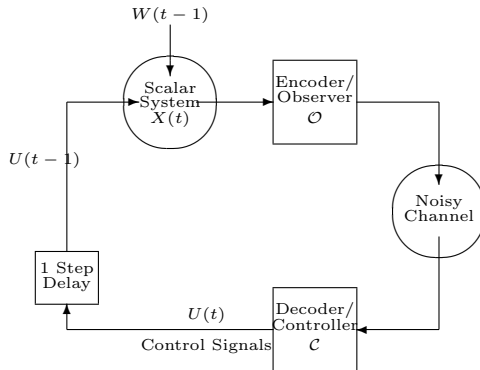 W(t−1)
Scalar
System
X(t)
Encoder/
Observer
𝒪
U(t−1)
Noisy
Channel
1 Step
Delay
U(t)
Control Signals
Decoder/
Controller
𝒞